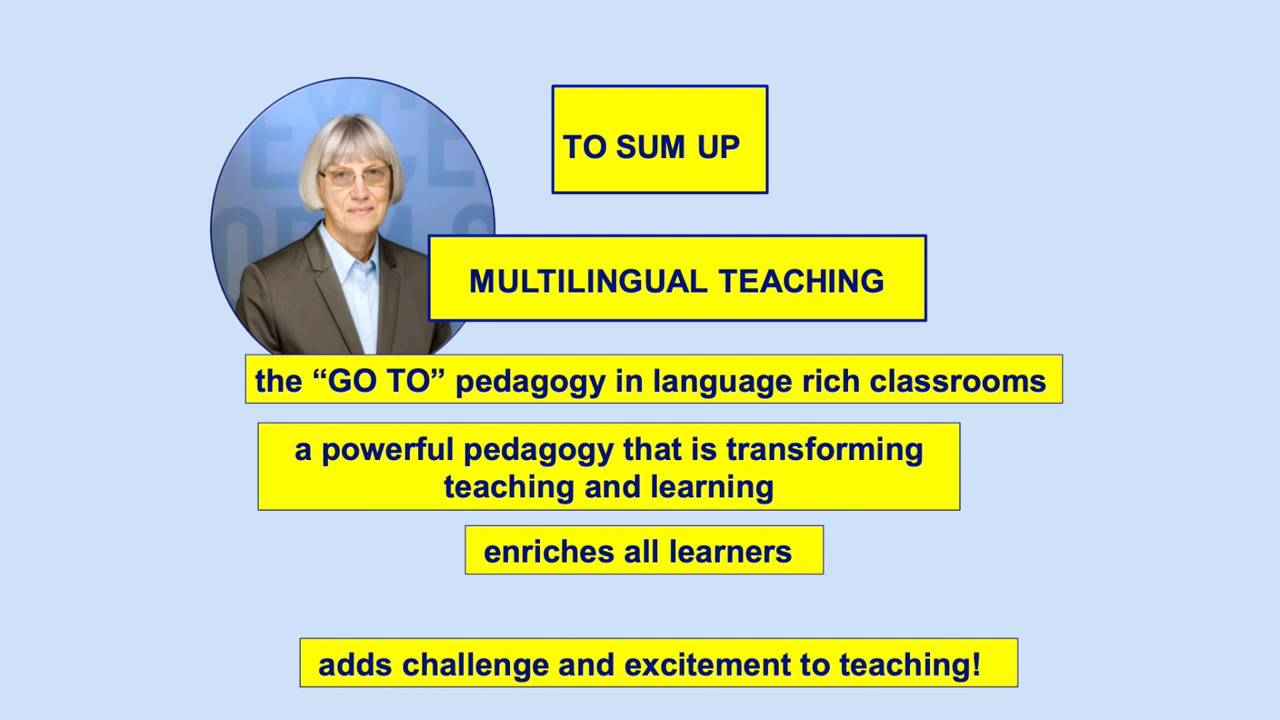 TO SUM UP
MULTILINGUAL TEACHING
the “GO TO” pedagogy in language rich classrooms
a powerful pedagogy that is transforming
teaching and learning
enriches all learners
adds challenge and excitement to teaching!